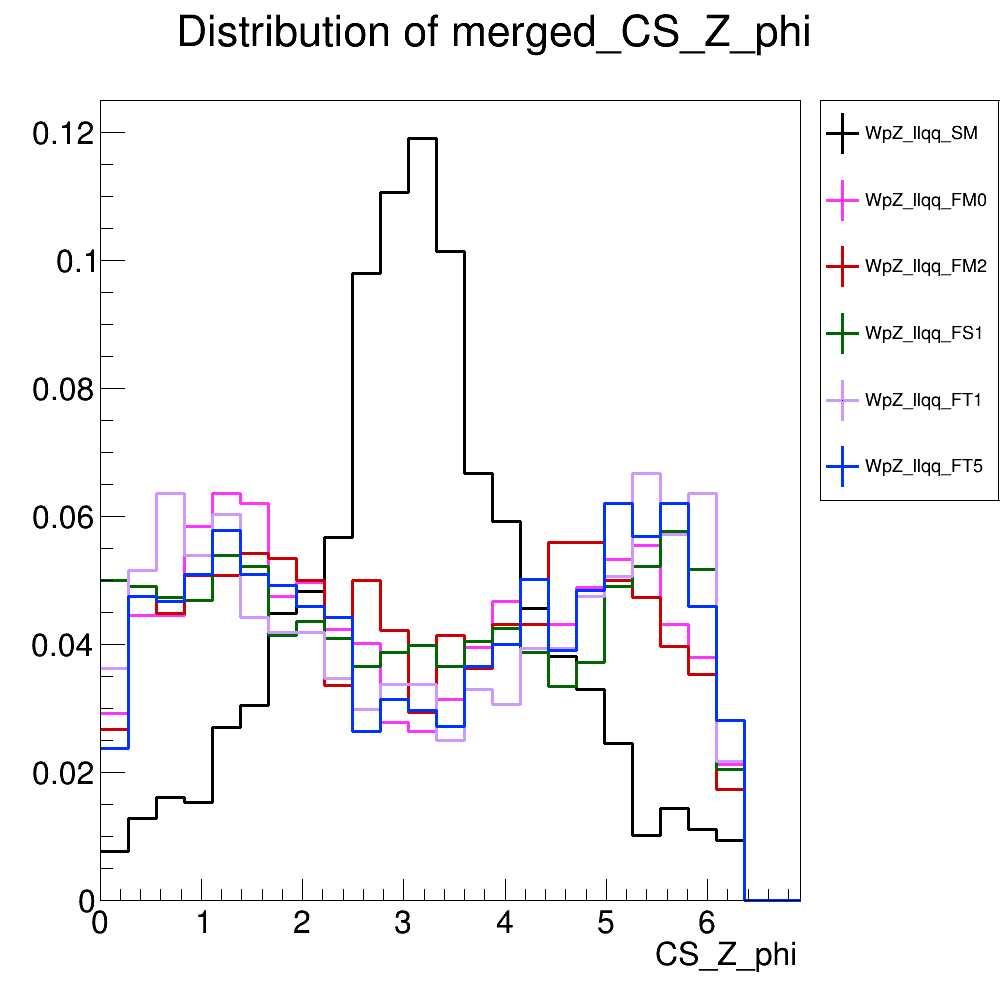 Distribution of merged_CS_Z_phi
0.12
0.1
0.08
0.06
0.04
0.02
0
0 1 2 3 4 5 6
CS_Z_phi
WpZ_llqq_SM
WpZ_llqq_FM0
WpZ_llqq_FM2
WpZ_llqq_FS1
WpZ_llqq_FT1
WpZ_llqq_FT5